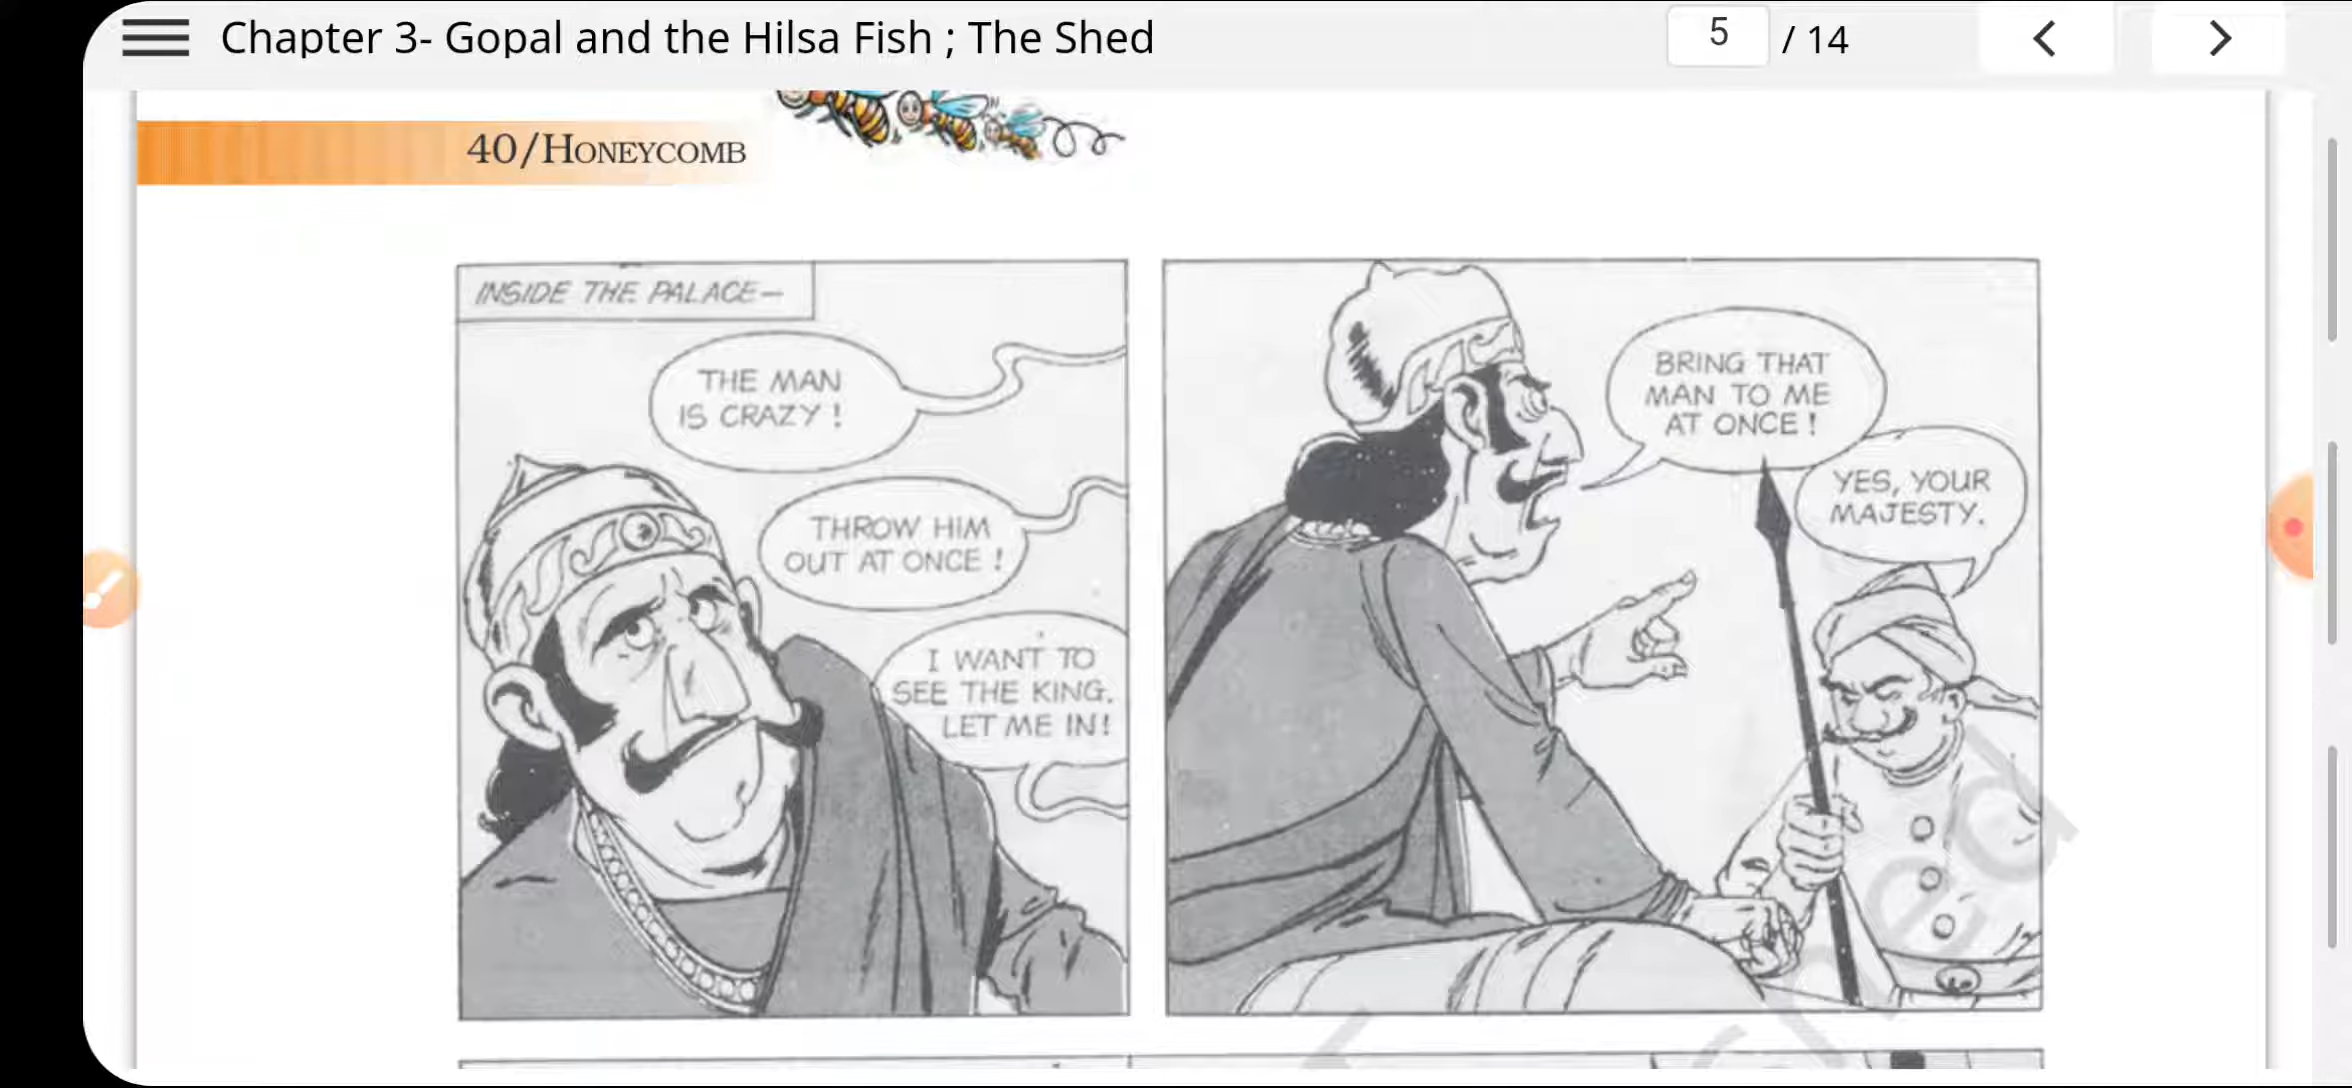 Chapter 3- Gopal and the Hilsa Fish ; The Shed
5 / 14
40/HONEYCOMB
INSIDE THE PALACE—
THE MAN
IS CRAZY !
THROW HIM
OUT AT ONCE !
I WANT TO
SEE THE KING.
LET ME IN!
BRING THAT
MAN TO ME
AT ONCE !
YES, YOUR
MAJESTY.